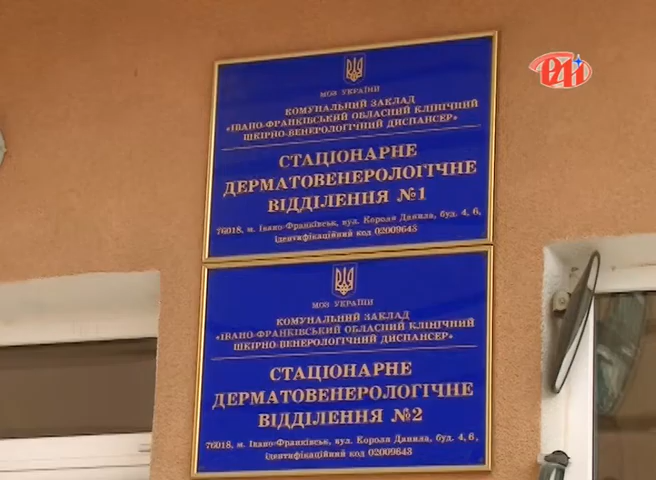 МОЗ УКРАЇНИ
КОМУНАЛЬНИЙ ЗАКЛАД
«ІВАНО-ФРАНКІВСЬКИЙ ОБЛАСНИЙ КЛІНІЧНИЙ
ШКІРНО-ВЕНЕРОЛОГІЧНИЙ ДИСПАНСЕР»
СТАЦІОНАРНЕ
ДЕРМАТОВЕНЕРОЛОГІЧНЕ
ВІДДІЛЕННЯ №1
76018, м. Івано-Франківськ, вул. Короля Данила, буд. 4, 6,
ідентифікаційний код 02009643
МОЗ УКРАЇНИ
КОМУНАЛЬНИЙ ЗАКЛАД
«ІВАНО-ФРАНКІВСЬКИЙ ОБЛАСНИЙ КЛІНІЧНИЙ
ШКІРНО-ВЕНЕРОЛОГІЧНИЙ ДИСПАНСЕР»
СТАЦІОНАРНЕ
ДЕРМАТОВЕНЕРОЛОГІЧНЕ
ВІДДІЛЕННЯ №2
76018, м. Івано-Франківськ, вул. Короля Данила, буд. 4, 6,
ідентифікаційний код 02009643